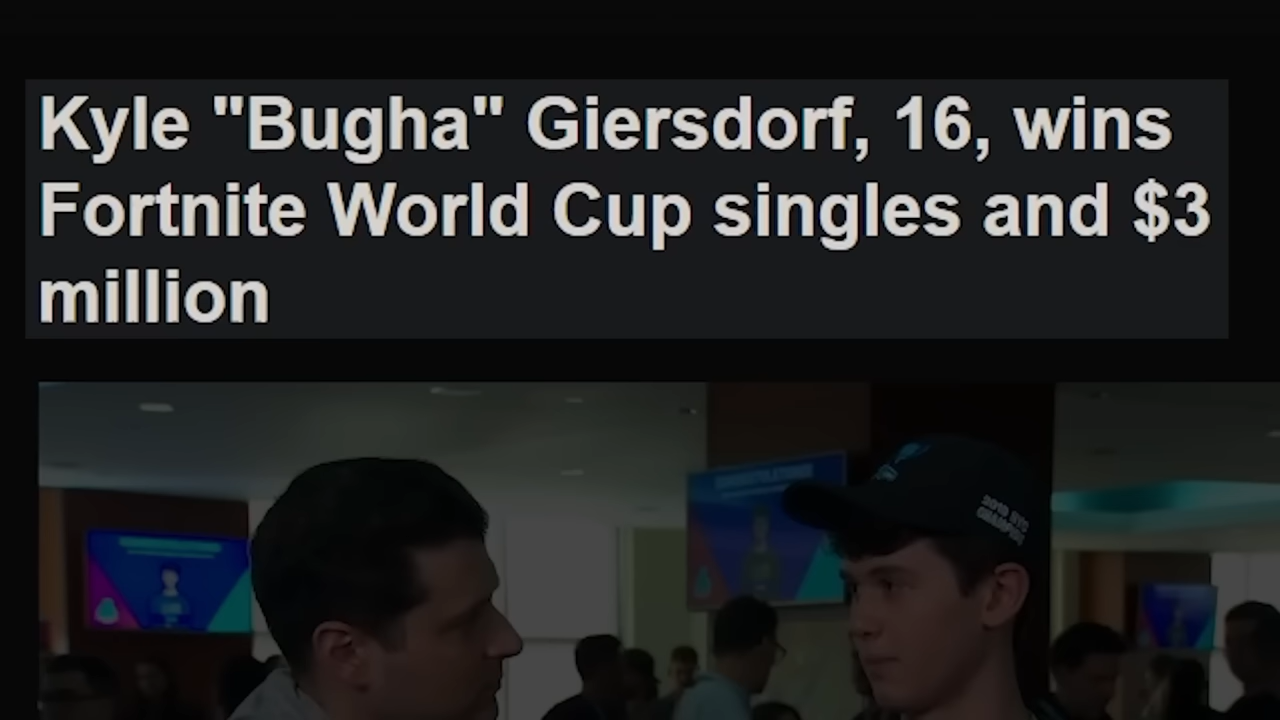 Kyle "Bugha" Giersdorf, 16, wins
Fortnite World Cup singles and $3
million